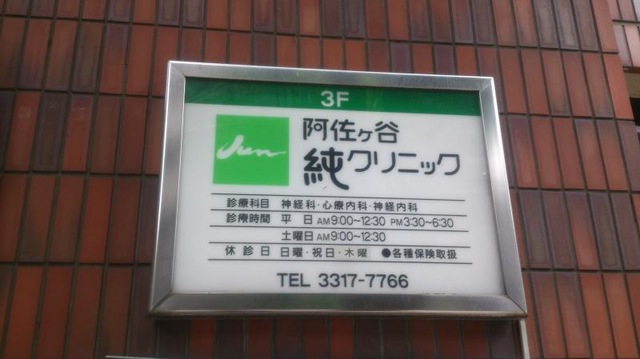 3F
Jun
阿佐ヶ谷
純クリニック
診療科目 神経科・心療内科・神経内科
診療時間 平 日 AM9:00~12:30 PM3:30~6:30
土曜日 AM9:00~12:30
休 診 日 日曜・祝日・木曜 ●各種保険取扱
TEL 3317-7766